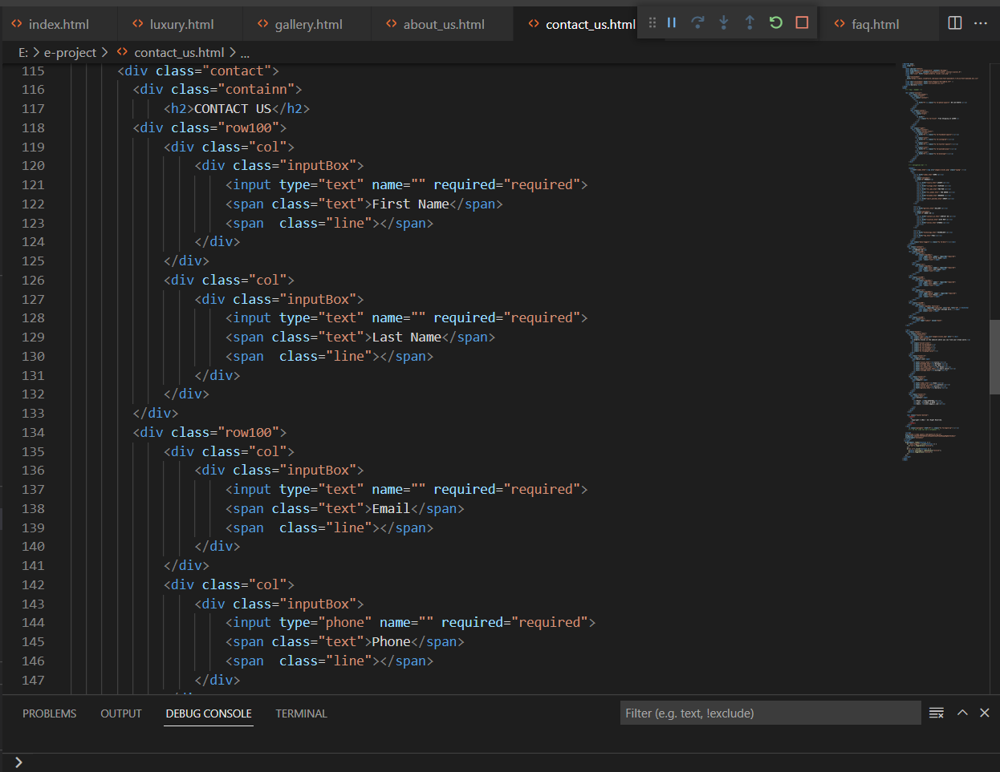 index.html luxury.html gallery.html about_us.html contact_us.html faq.html
E: > e-project > contact_us.html > ...
115 <div class="contact">
116 <div class="containn">
117 <h2>CONTACT US</h2>
118 <div class="row100">
119 <div class="col">
120 <div class="inputBox">
121 <input type="text" name="" required="required">
122 <span class="text">First Name</span>
123 <span  class="line"></span>
124 </div>
125 </div>
126 <div class="col">
127 <div class="inputBox">
128 <input type="text" name="" required="required">
129 <span class="text">Last Name</span>
130 <span  class="line"></span>
131 </div>
132 </div>
133 </div>
134 <div class="row100">
135 <div class="col">
136 <div class="inputBox">
137 <input type="text" name="" required="required">
138 <span class="text">Email</span>
139 <span  class="line"></span>
140 </div>
141 </div>
142 <div class="col">
143 <div class="inputBox">
144 <input type="phone" name="" required="required">
145 <span class="text">Phone</span>
146 <span  class="line"></span>
147 </div>
PROBLEMS OUTPUT DEBUG CONSOLE TERMINAL Filter (e.g. text, !exclude)